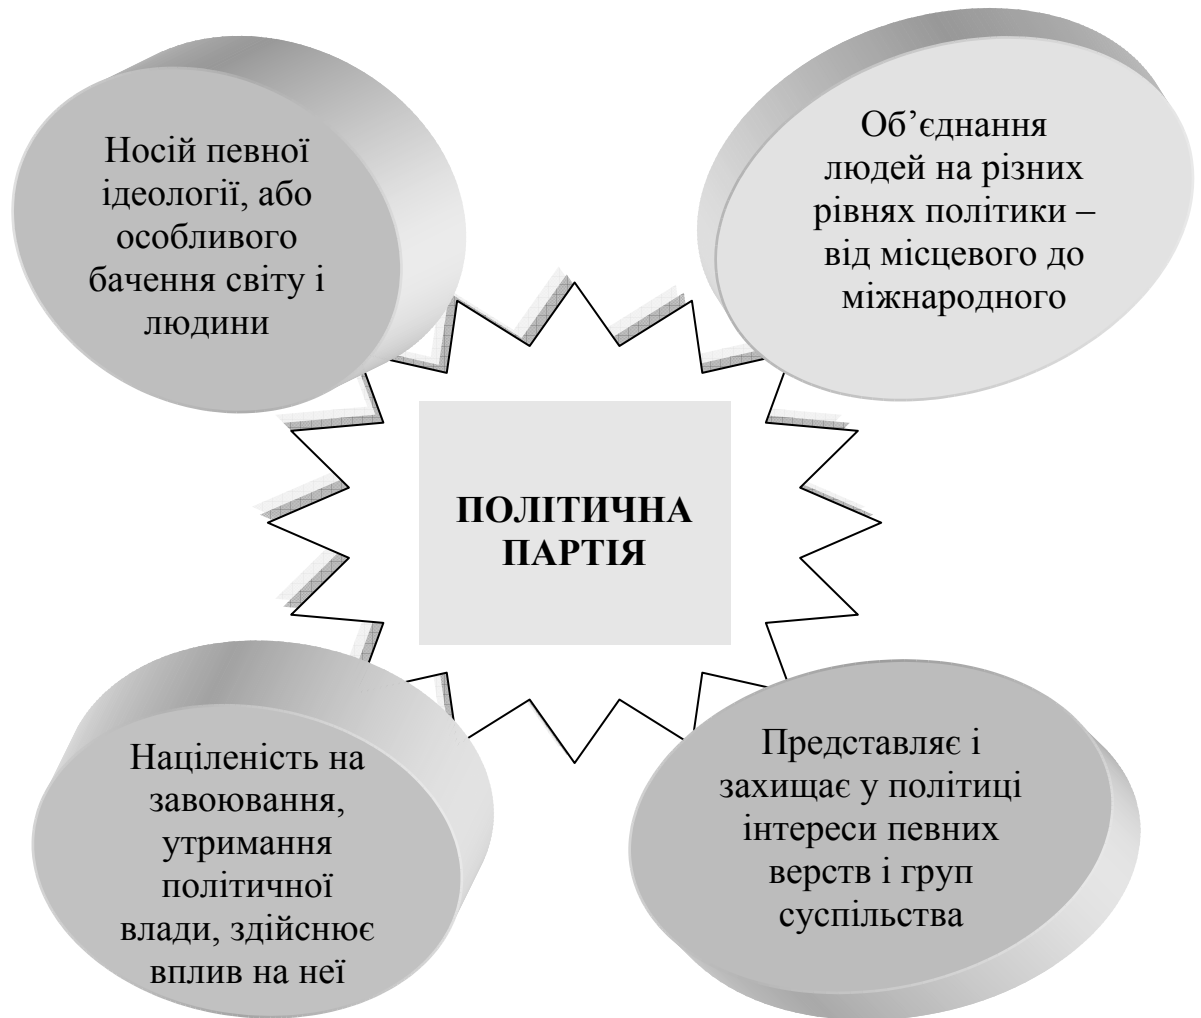 Носій певної
ідеології, або
особливого
бачення світу і
людини
Об’єднання
людей на різних
рівнях політики –
від місцевого до
міжнародного
ПОЛІТИЧНА
ПАРТІЯ
Націленість на
завоювання,
утримання
політичної
влади, здійснює
вплив на неї
Представляє і
захищає у політиці
інтереси певних
верств і груп
суспільства